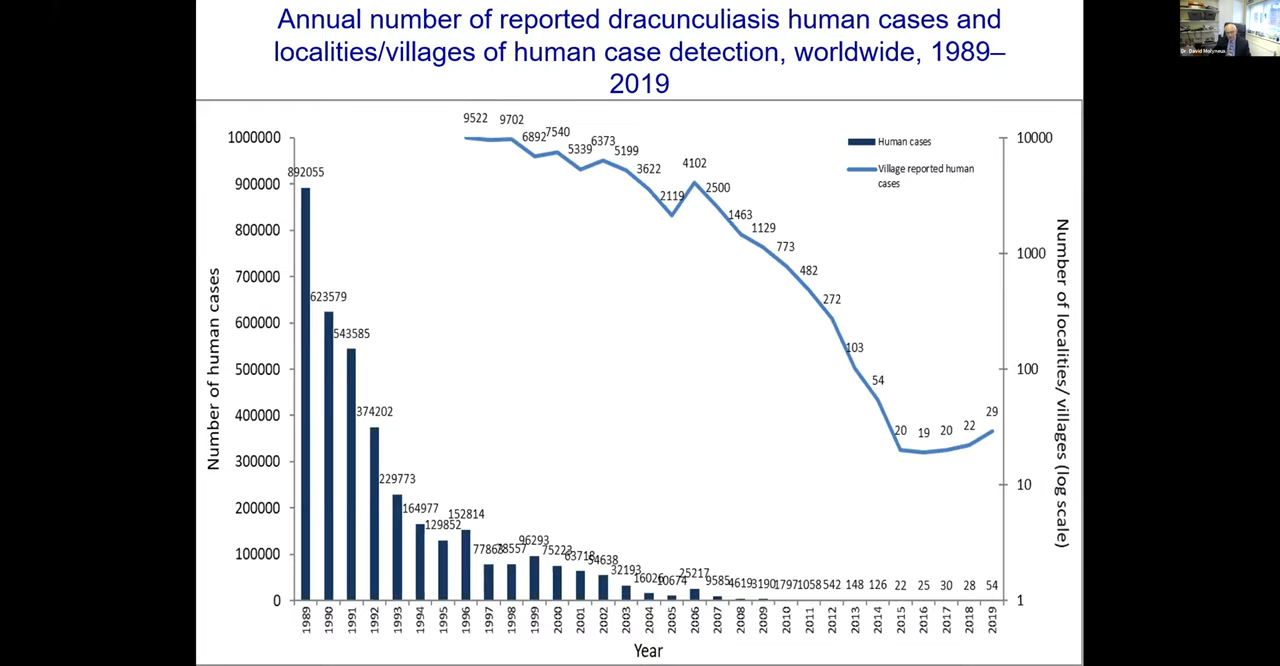 Annual number of reported dracunculiasis human cases and
localities/villages of human case detection, worldwide, 1989–
2019
Dr. David Molyneux
9522 9702 6892 7540 5339 6373 5199 3622 2119 4102 2500 1463 1129 773 482 272 103 54 20 19 20 22 29
Human cases
Village reported human
cases
1000000
900000
800000
700000
600000
500000
400000
300000
200000
100000
0
Number of human cases
892055 623579 543585 374202 229773 164977 129852 152814 77863 78557 96293 75223 63718 54638 32193 16026 10674 25217 9585 4619 3190 1797 1058 542 148 126 22 25 30 28 54
10000
1000
100
10
1
Number of localities/ villages (log scale)
1989 1990 1991 1992 1993 1994 1995 1996 1997 1998 1999 2000 2001 2002 2003 2004 2005 2006 2007 2008 2009 2010 2011 2012 2013 2014 2015 2016 2017 2018 2019
Year